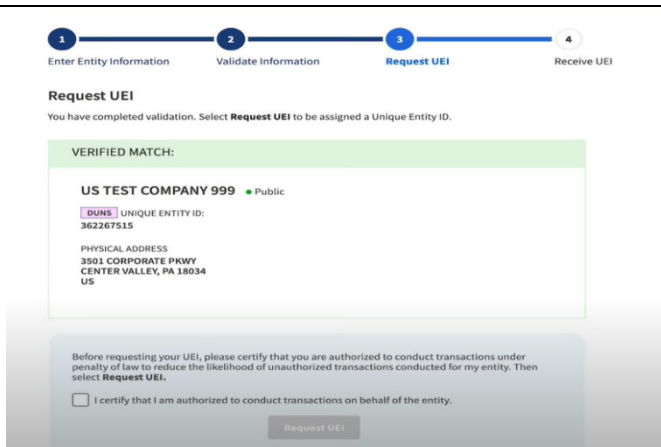 1 2 3 4
Enter Entity Information Validate Information Request UEI Receive UEI
Request UEI
You have completed validation. Select Request UEI to be assigned a Unique Entity ID.
VERIFIED MATCH:
US TEST COMPANY 999 • Public
DUNS UNIQUE ENTITY ID:
362267515
PHYSICAL ADDRESS
3501 CORPORATE PKWY
CENTER VALLEY, PA 18034
US
Before requesting your UEI, please certify that you are authorized to conduct transactions under
penalty of law to reduce the likelihood of unauthorized transactions conducted for my entity. Then
select Request UEI.
I certify that I am authorized to conduct transactions on behalf of the entity.
Request UEI